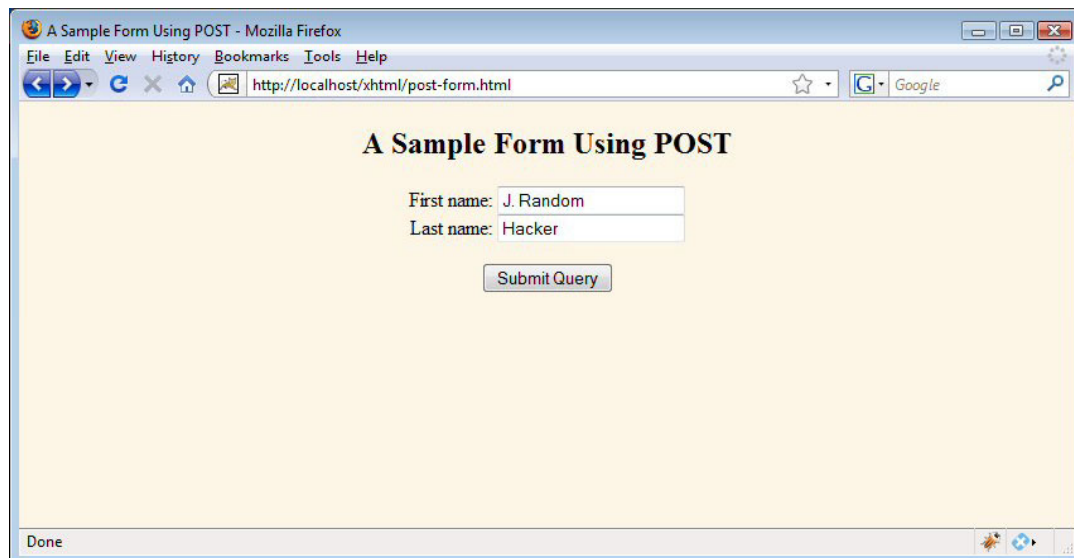 A Sample Form Using POST - Mozilla Firefox
File Edit View History Bookmarks Tools Help
http://localhost/xhtml/post-form.html G Google
A Sample Form Using POST
First name: J. Random
Last name: Hacker
Submit Query
Done